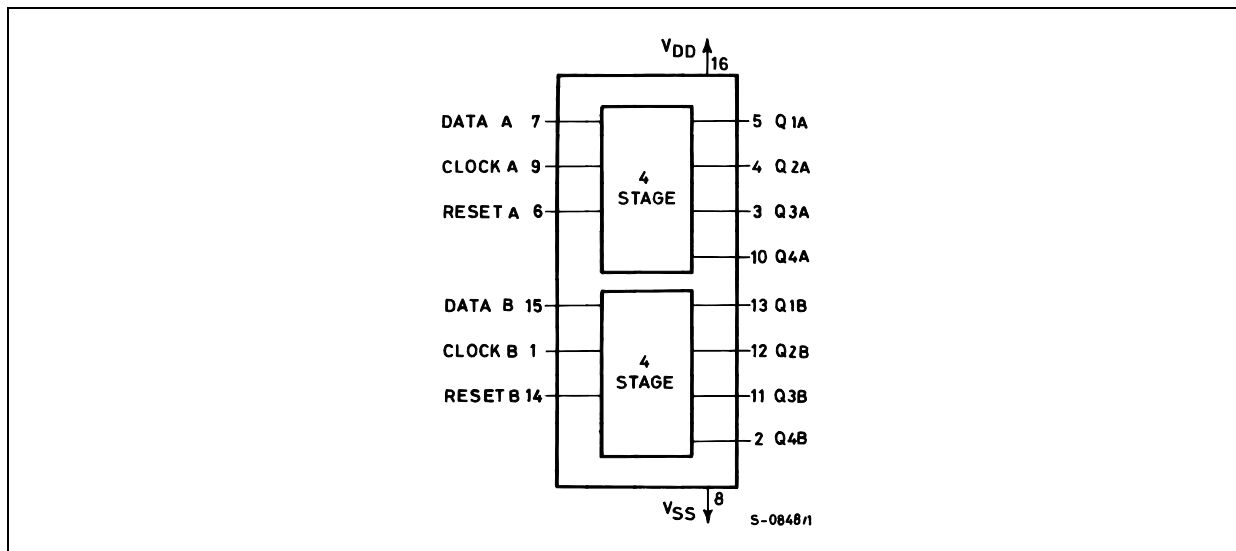 VDD
16
DATA A 7
5 Q1A
CLOCK A 9
4 Q2A
4
STAGE
RESET A 6
3 Q3A
10 Q4A
DATA B 15
13 Q1B
CLOCK B 1
12 Q2B
4
STAGE
RESET B 14
11 Q3B
2 Q4B
VSS
8
S-0848/1